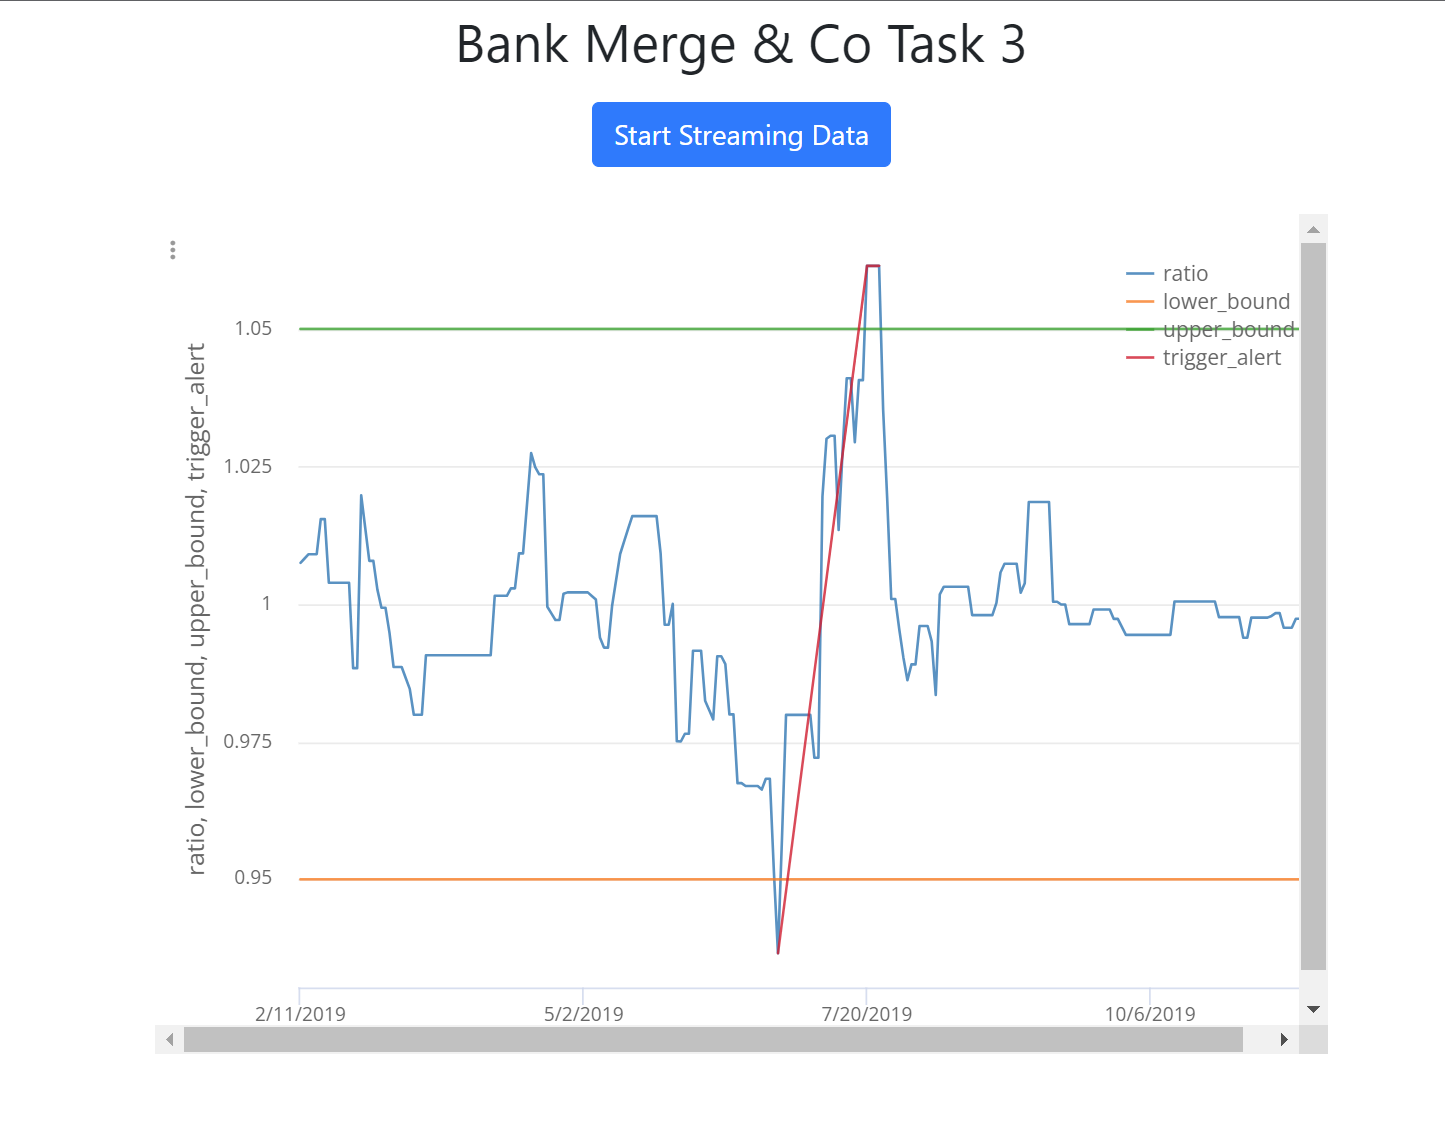 Bank Merge & Co Task 3
Start Streaming Data
ratio
lower_bound
upper_bound
trigger_alert
ratio, lower_bound, upper_bound, trigger_alert
1.05
1.025
1
0.975
0.95
2/11/2019
5/2/2019
7/20/2019
10/6/2019